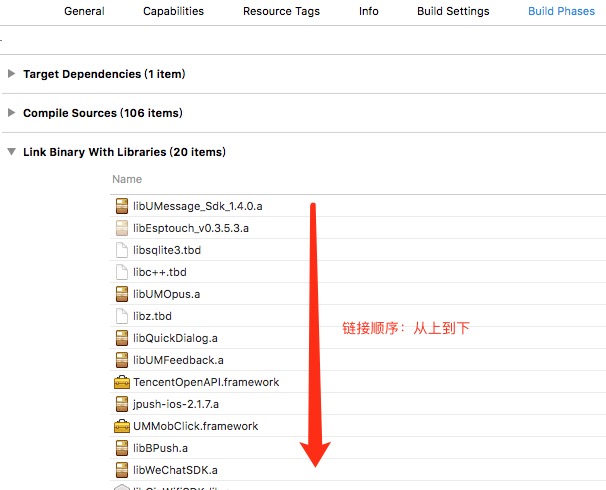 General Capabilities Resource Tags Info Build Settings Build Phases
Target Dependencies (1 item)
Compile Sources (106 items)
Link Binary With Libraries (20 items)
Name
libUMessage_Sdk_1.4.0.a
libEsptouch_v0.3.5.3.a
libsqlite3.tbd
libc++.tbd
libUMOpus.a
libz.tbd
链接顺序：从上到下
libQuickDialog.a
libUMFeedback.a
TencentOpenAPI.framework
jpush-ios-2.1.7.a
UMMobClick.framework
libBPush.a
libWeChatSDK.a